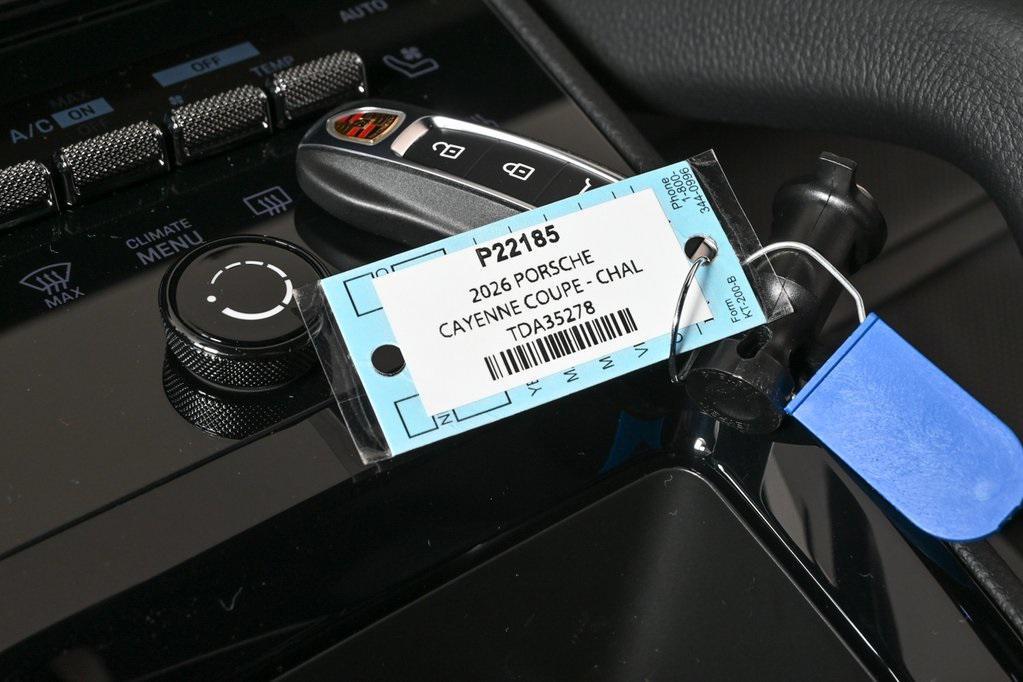 AUTO
OFF
TEMP
MAX
A/C ON
CLIMATE
MENU
MAX
Phone
1-800-
344-0996
P22185
2026 PORSCHE
CAYENNE COUPE - CHAL
TDA35278
Form
KT-200-B